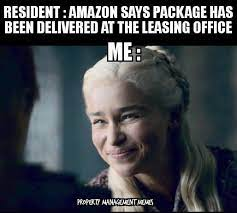 RESIDENT : AMAZON SAYS PACKAGE HAS
BEEN DELIVERED AT THE LEASING OFFICE
ME :
PROPERTY MANAGEMENT MEMES